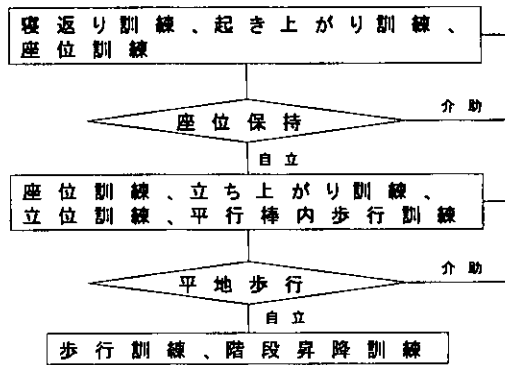 寝返り訓練、起き上がり訓練、
座位訓練
座位保持
介助
自立
座位訓練、立ち上がり訓練、
立位訓練、平行棒内歩行訓練
平地歩行
介助
自立
歩行訓練、階段昇降訓練